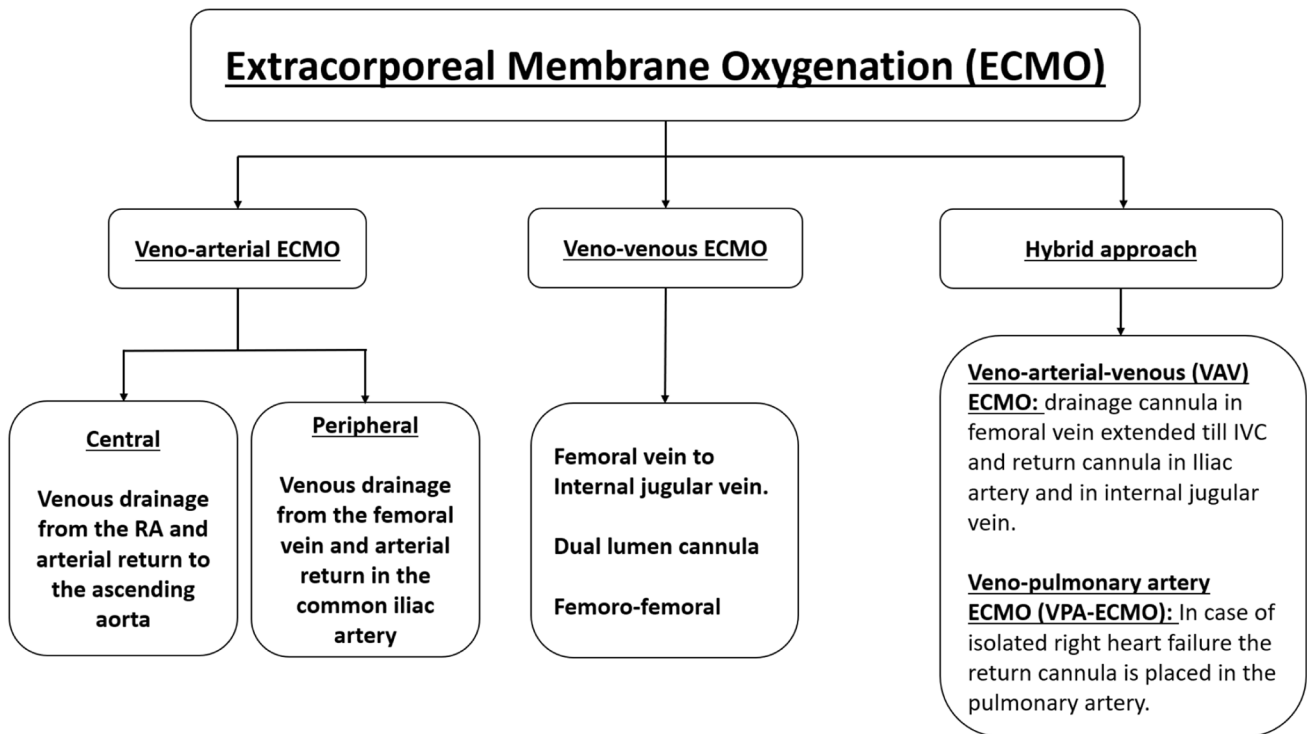 Extracorporeal Membrane Oxygenation (ECMO)
Veno-arterial ECMO
Veno-venous ECMO
Hybrid approach
Central
Venous drainage
from the RA and
arterial return to
the ascending
aorta
Peripheral
Venous drainage
from the femoral
vein and arterial
return in the
common iliac
artery
Femoral vein to
Internal jugular vein.
Dual lumen cannula
Femoro-femoral
Veno-arterial-venous (VAV)
ECMO: drainage cannula in
femoral vein extended till IVC
and return cannula in Iliac
artery and in internal jugular
vein.
Veno-pulmonary artery
ECMO (VPA-ECMO): In case of
isolated right heart failure the
return cannula is placed in the
pulmonary artery.